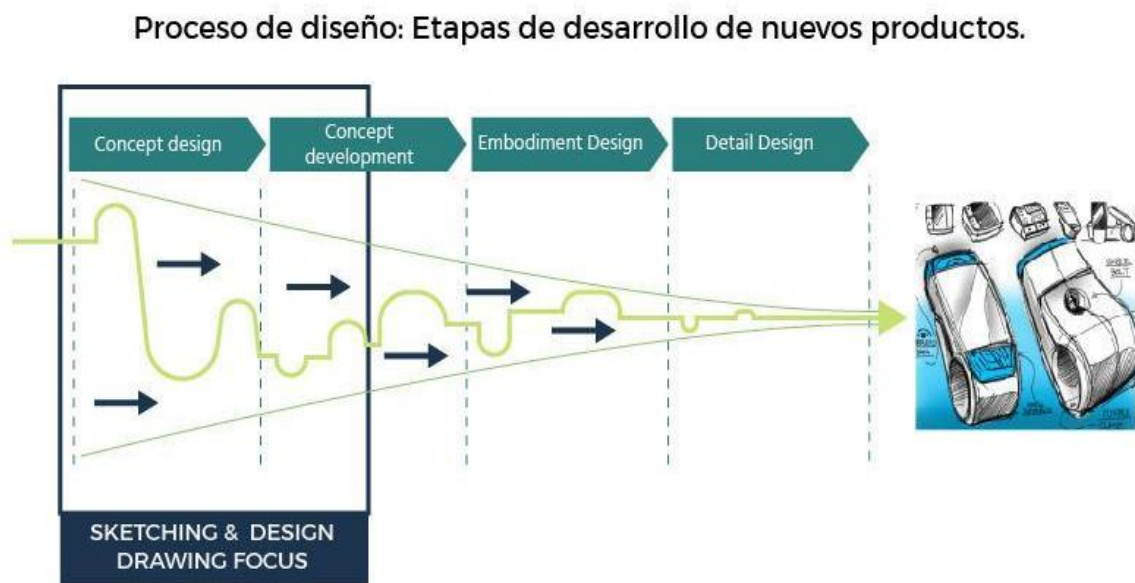 Proceso de diseño: Etapas de desarrollo de nuevos productos.
Concept design
Concept
development
Embodiment Design
Detail Design
SKETCHING & DESIGN
DRAWING FOCUS